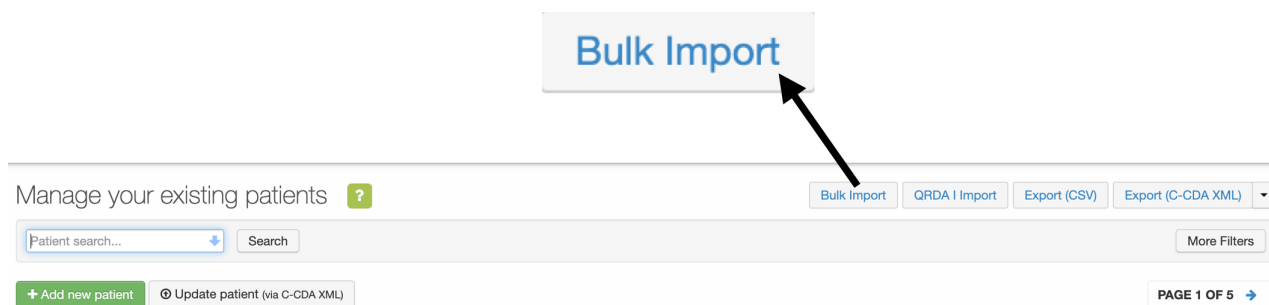 Bulk Import
Manage your existing patients ?
Bulk Import QRDA I Import Export (CSV) Export (C-CDA XML)
Patient search... Search More Filters
+ Add new patient Update patient (via C-CDA XML) PAGE 1 OF 5 →